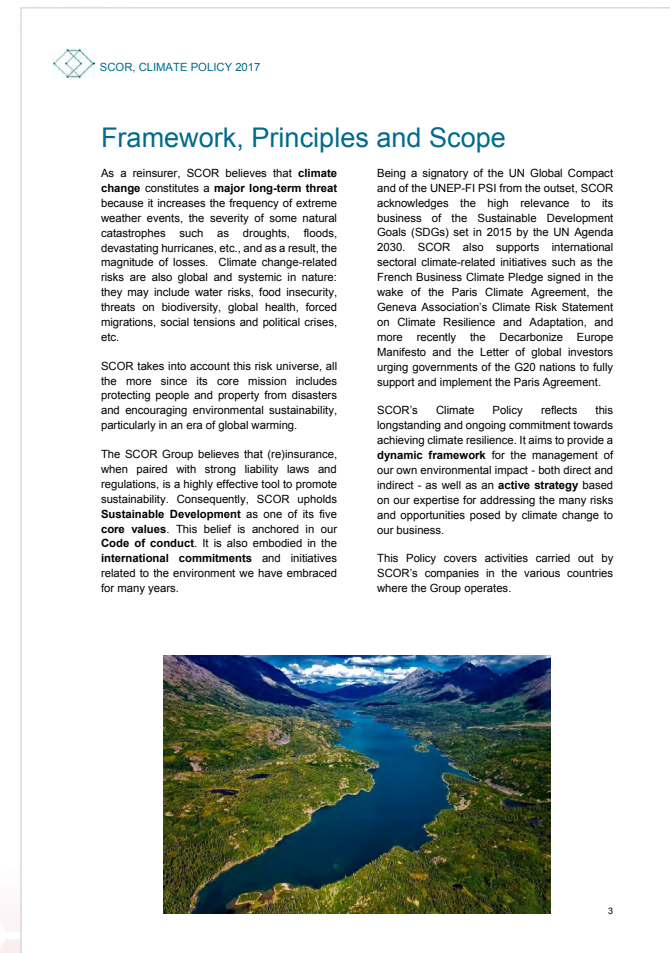 SCOR, CLIMATE POLICY 2017
Framework, Principles and Scope
As a reinsurer, SCOR believes that climate
change constitutes a major long-term threat
because it increases the frequency of extreme
weather events, the severity of some natural
catastrophes such as droughts, floods,
devastating hurricanes, etc., and as a result, the
magnitude of losses. Climate change-related
risks are also global and systemic in nature:
they may include water risks, food insecurity,
threats on biodiversity, global health, forced
migrations, social tensions and political crises,
etc.
SCOR takes into account this risk universe, all
the more since its core mission includes
protecting people and property from disasters
and encouraging environmental sustainability,
particularly in an era of global warming.
The SCOR Group believes that (re)insurance,
when paired with strong liability laws and
regulations, is a highly effective tool to promote
sustainability. Consequently, SCOR upholds
Sustainable Development as one of its five
core values. This belief is anchored in our
Code of conduct. It is also embodied in the
international commitments and initiatives
related to the environment we have embraced
for many years.
Being a signatory of the UN Global Compact
and of the UNEP-FI PSI from the outset, SCOR
acknowledges the high relevance to its
business of the Sustainable Development
Goals (SDGs) set in 2015 by the UN Agenda
2030. SCOR also supports international
sectoral climate-related initiatives such as the
French Business Climate Pledge signed in the
wake of the Paris Climate Agreement, the
Geneva Association's Climate Risk Statement
on Climate Resilience and Adaptation, and
more recently the Decarbonize Europe
Manifesto and the Letter of global investors
urging governments of the G20 nations to fully
support and implement the Paris Agreement.
SCOR's Climate Policy reflects this
longstanding and ongoing commitment towards
achieving climate resilience. It aims to provide a
dynamic framework for the management of
our own environmental impact - both direct and
indirect - as well as an active strategy based
on our expertise for addressing the many risks
and opportunities posed by climate change to
our business.
This Policy covers activities carried out by
SCOR's companies in the various countries
where the Group operates.
3